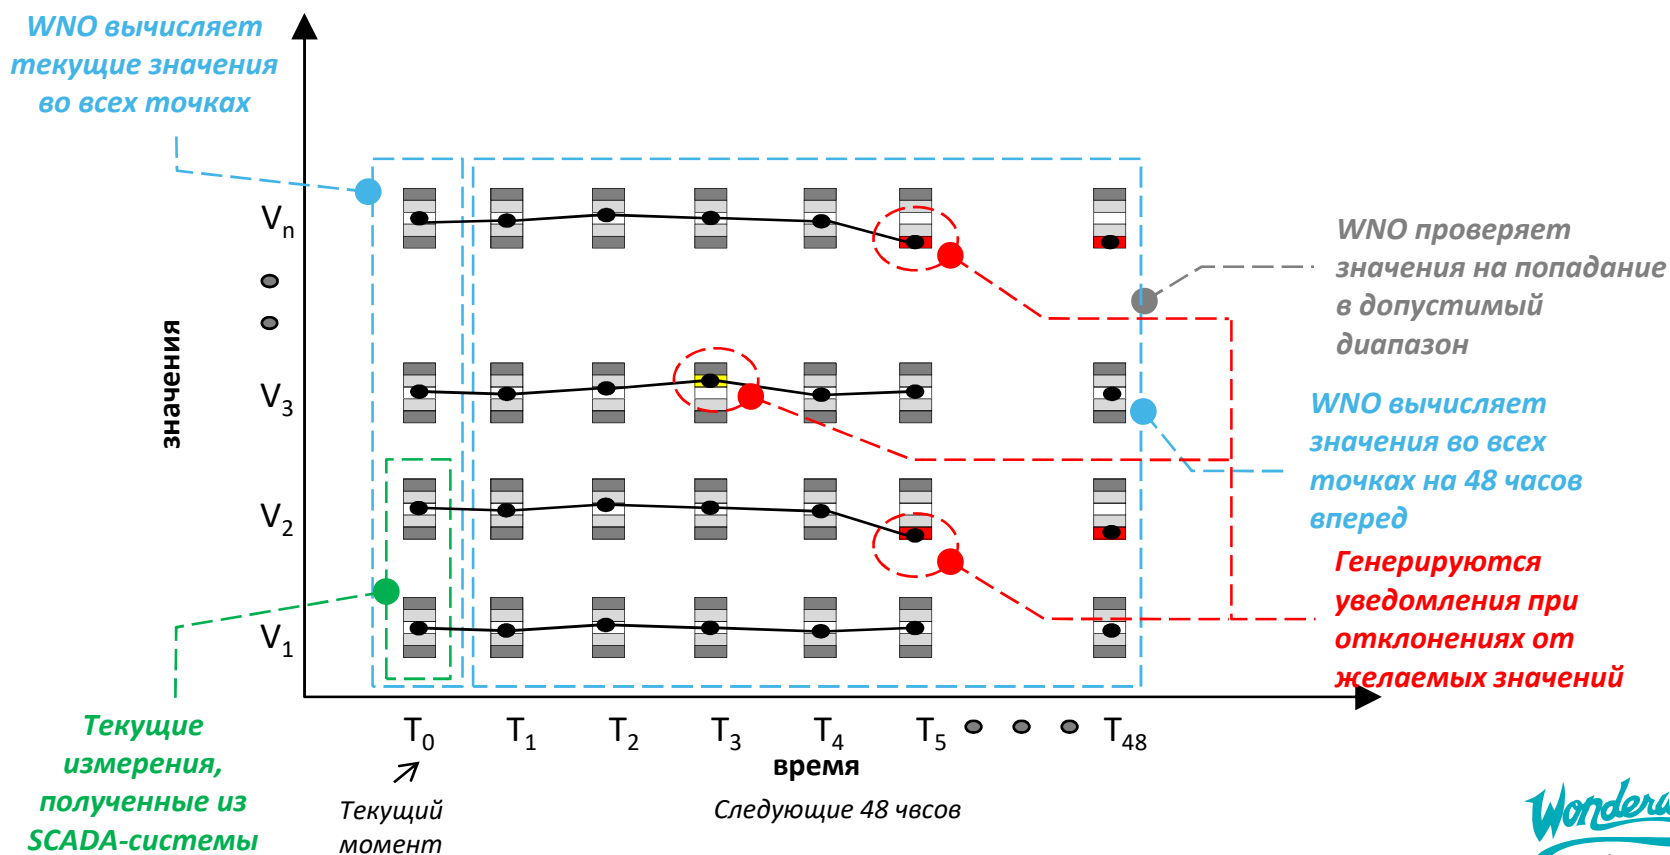 WNO вычисляет
текущие значения
во всех точках
значения
Vn
V3
V2
V1
WNO проверяет
значения на попадание
в допустимый
диапазон
WNO вычисляет
значения во всех
точках на 48 часов
вперед
Генерируются
уведомления при
отклонениях от
желаемых значений
Текущие
измерения,
полученные из
SCADA-системы
T0 T1 T2 T3 T4 T5 T48
время
Текущий
момент
Следующие 48 чвсов